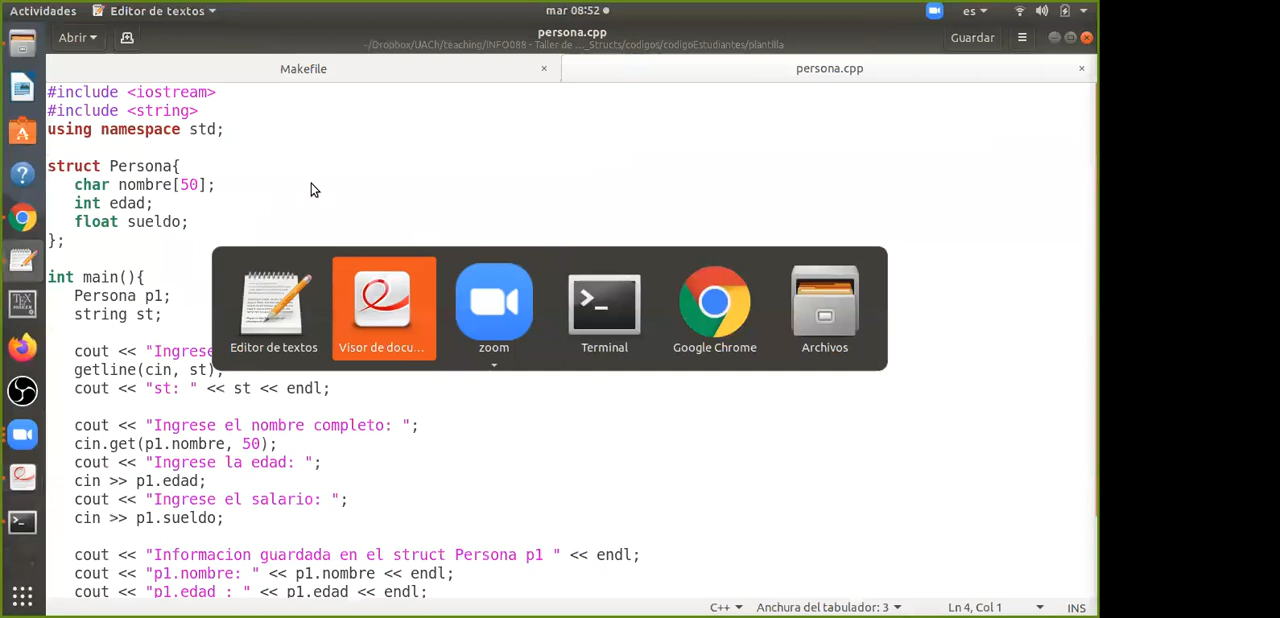 Actividades Editor de textos mar 08:52 es
Abrir persona.cpp Guardar
~/Dropbox/UACh/teaching/INFO088 - Taller de ..._Structs/codigos/codigoEstudiantes/plantilla
Makefile × persona.cpp ×
#include <iostream>
#include <string>
using namespace std;
struct Persona{
char nombre[50];
int edad;
float sueldo;
};
int main(){
Persona p1;
string st;
cout << "Ingrese
getline(cin, st);
cout << "st: " << st << endl;
Editor de textos Visor de docu... zoom Terminal Google Chrome Archivos
cout << "Ingrese el nombre completo: ";
cin.get(p1.nombre, 50);
cout << "Ingrese la edad: ";
cin >> p1.edad;
cout << "Ingrese el salario: ";
cin >> p1.sueldo;
cout << "Informacion guardada en el struct Persona p1 " << endl;
cout << "p1.nombre: " << p1.nombre << endl;
cout << "p1.edad : " << p1.edad << endl;
C++ Anchura del tabulador: 3 Ln 4, Col 1 INS